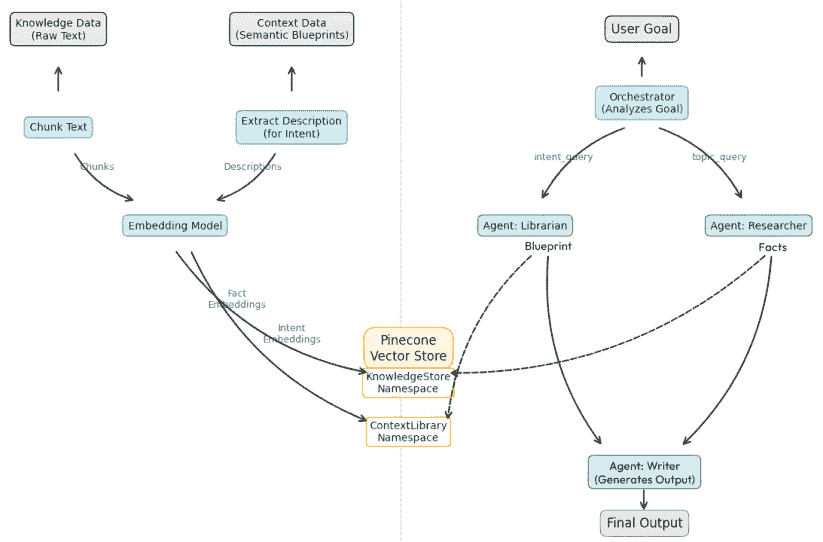 Knowledge Data
(Raw Text)
Context Data
(Semantic Blueprints)
User Goal
Chunk Text
Extract Description
(for Intent)
Orchestrator
(Analyzes Goal)
Chunks
Descriptions
intent_query
topic_query
Embedding Model
Agent: Librarian
Agent: Researcher
Blueprint
Facts
Fact
Embeddings
Intent
Embeddings
Pinecone
Vector Store
KnowledgeStore
Namespace
ContextLibrary
Namespace
Agent: Writer
(Generates Output)
Final Output